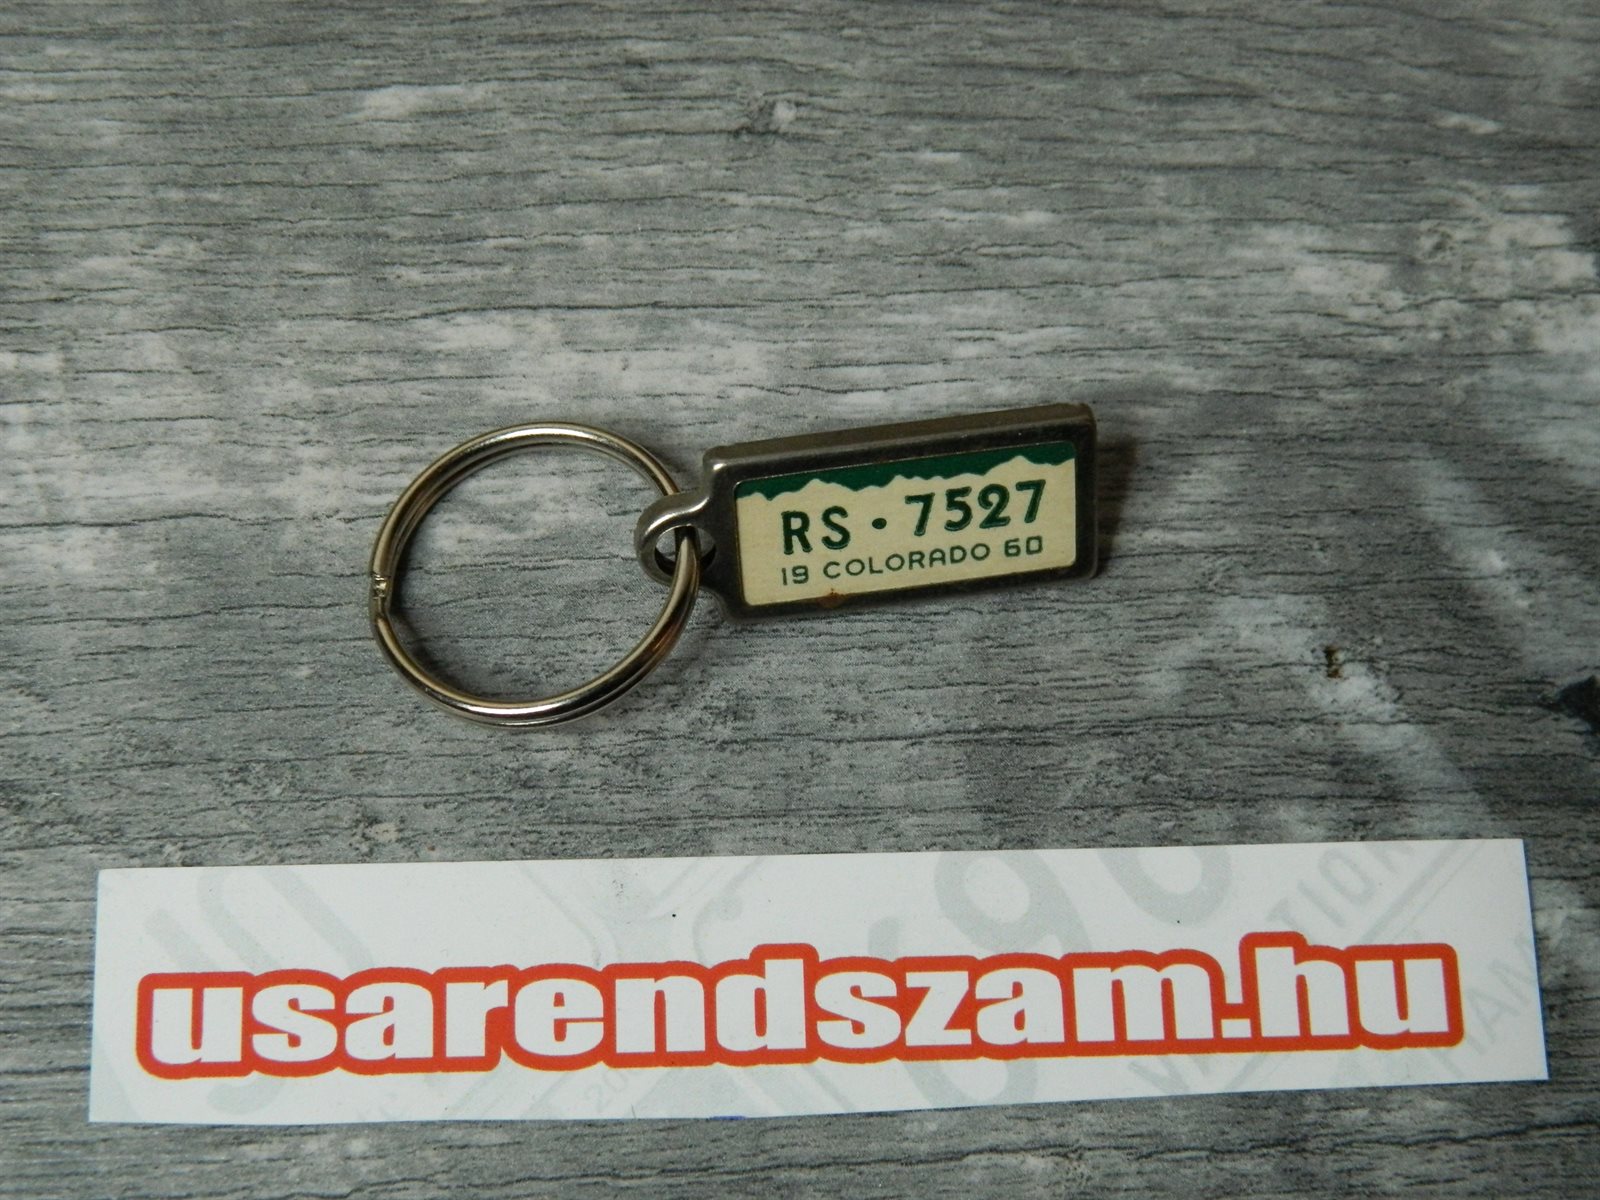 RS • 7527
19 COLORADO 60
usarendszam.hu